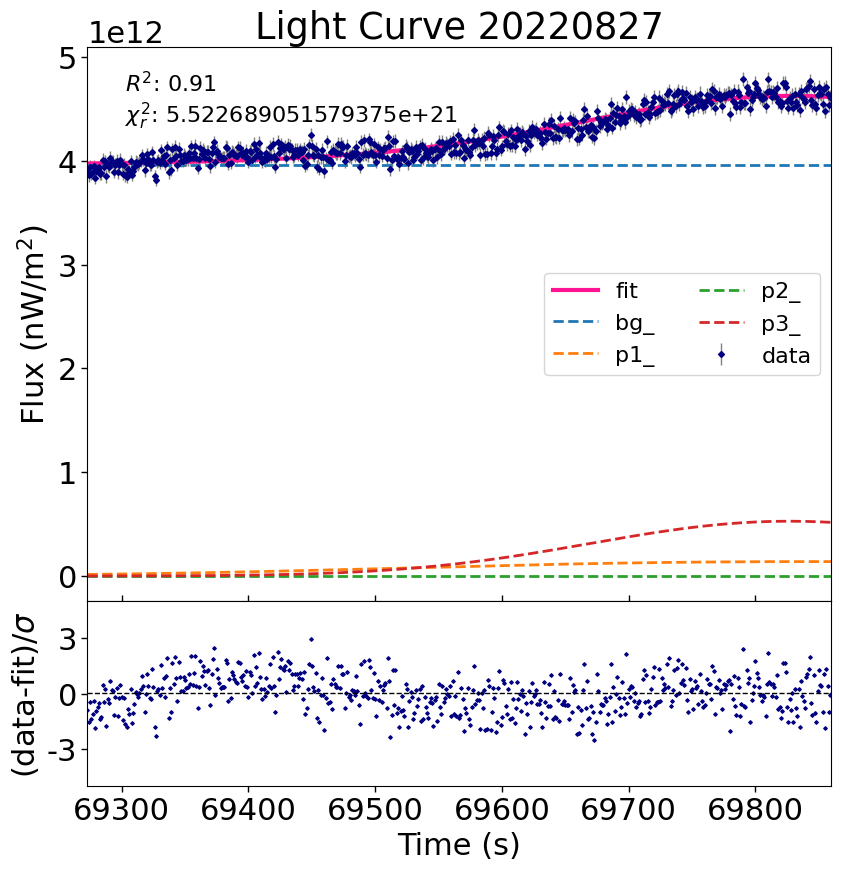 Light Curve 20220827
1e12
R²: 0.91
χ²ᵣ: 5.522689051579375e+21
5
4
3
2
1
0
Flux (nW/m²)
fit
bg_
p1_
p2_
p3_
data
3
0
-3
(data-fit)/σ
69300 69400 69500 69600 69700 69800
Time (s)